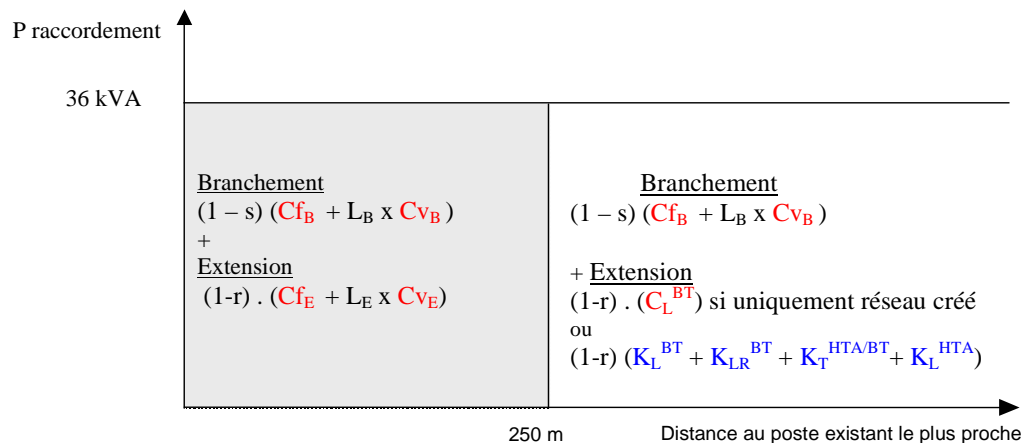 P raccordement
36 kVA
Branchement
(1 – s) (Cf_B + L_B x Cv_B )
+
Extension
(1-r) . (Cf_E + L_E x Cv_E)
Branchement
(1 – s) (Cf_B + L_B x Cv_B )
+ Extension
(1-r) . (C_L^BT) si uniquement réseau créé
ou
(1-r) (K_L^BT + K_LR^BT + K_T^HTA/BT+ K_L^HTA)
250 m
Distance au poste existant le plus proche